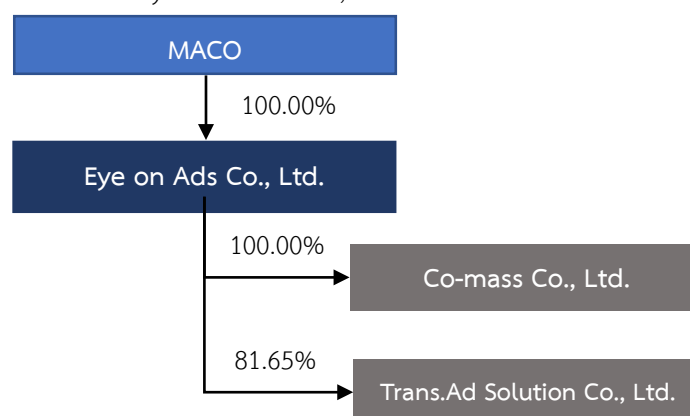 MACO
100.00%
Eye on Ads Co., Ltd.
100.00%
Co-mass Co., Ltd.
81.65%
Trans.Ad Solution Co., Ltd.